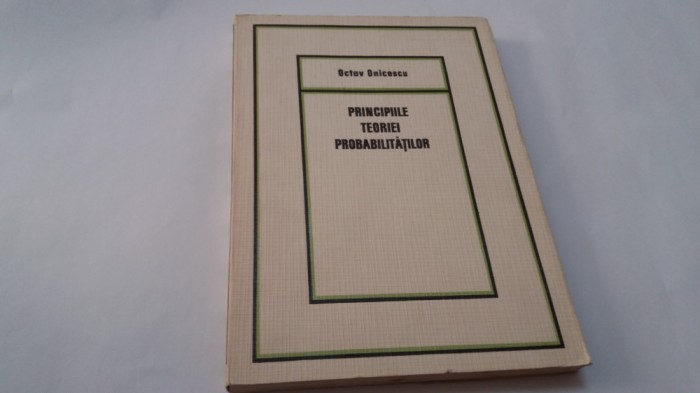 Octav Onicescu
PRINCIPIILE
TEORIEI
PROBABILITĂȚILOR